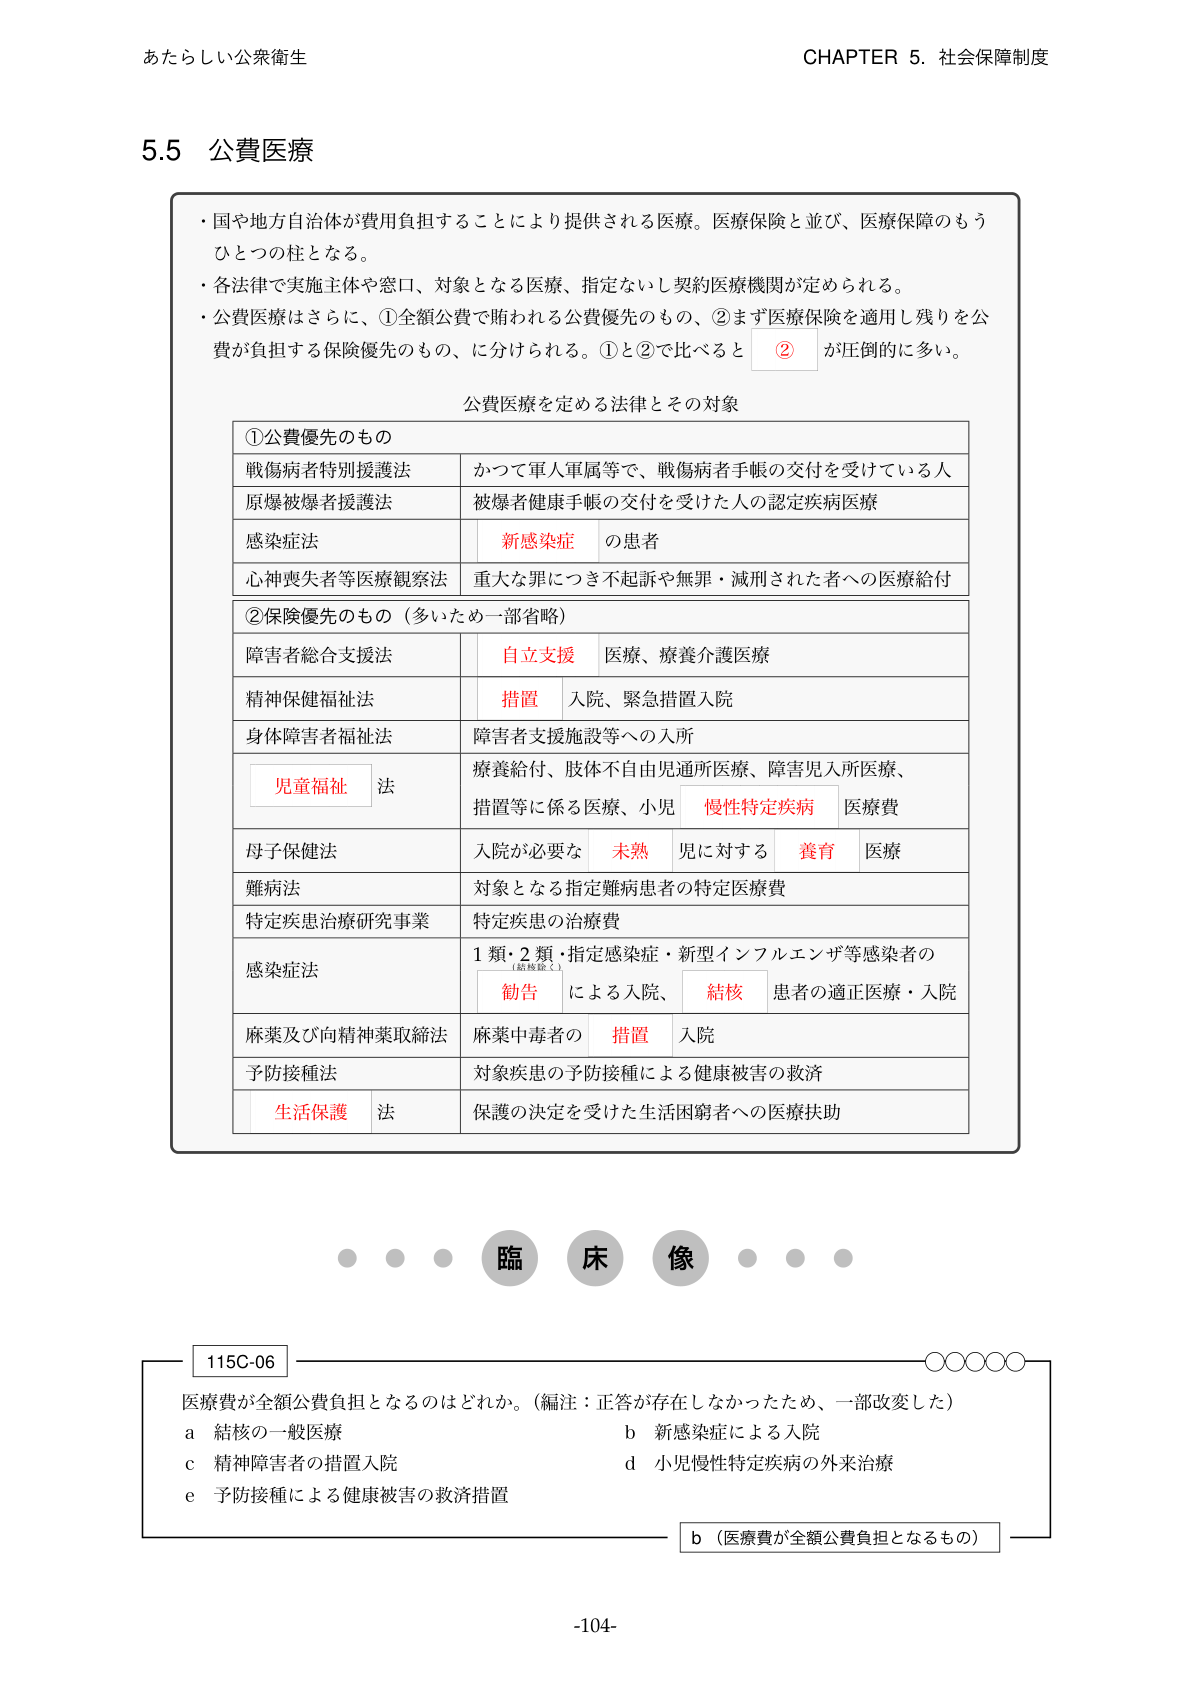 あたらしい公衆衛生
CHAPTER 5. 社会保障制度
5.5 公費医療
・国や地方自治体が費用負担することにより提供される医療。医療保険と並び、医療保障のもう
ひとつの柱となる。
・各法律で実施主体や窓口、対象となる医療、指定ないし契約医療機関が定められる。
・公費医療はさらに、①全額公費で賄われる公費優先のもの、②まず医療保険を適用し残りを公
費が負担する保険優先のもの、に分けられる。①と②で比べると ② が圧倒的に多い。
公費医療を定める法律とその対象
①公費優先のもの
戦傷病者特別援護法 かつて軍人軍属等で、戦傷病者手帳の交付を受けている人
原爆被爆者援護法 被爆者健康手帳の交付を受けた人の認定疾病医療
感染症法 新感染症 の患者
心神喪失者等医療観察法 重大な罪につき不起訴や無罪・減刑された者への医療給付
②保険優先のもの（多いため一部省略）
障害者総合支援法 自立支援 医療、療養介護医療
精神保健福祉法 措置 入院、緊急措置入院
身体障害者福祉法 障害者支援施設等への入所
児童福祉 法
療養給付、肢体不自由児通所医療、障害児入所医療、
措置等に係る医療、小児 慢性特定疾病 医療費
母子保健法 入院が必要な 未熟 児に対する 養育 医療
難病法 対象となる指定難病患者の特定医療費
特定疾患治療研究事業 特定疾患の治療費
感染症法
1 類・2 類・指定感染症・新型インフルエンザ等感染者の
（結核除く）
勧告 による入院、 結核 患者の適正医療・入院
麻薬及び向精神薬取締法 麻薬中毒者の 措置 入院
予防接種法 対象疾患の予防接種による健康被害の救済
生活保護 法 保護の決定を受けた生活困窮者への医療扶助
臨 床 像
115C-06
医療費が全額公費負担となるのはどれか。（編注：正答が存在しなかったため、一部改変した）
a 結核の一般医療 b 新感染症による入院
c 精神障害者の措置入院 d 小児慢性特定疾病の外来治療
e 予防接種による健康被害の救済措置
b （医療費が全額公費負担となるもの）
-104-